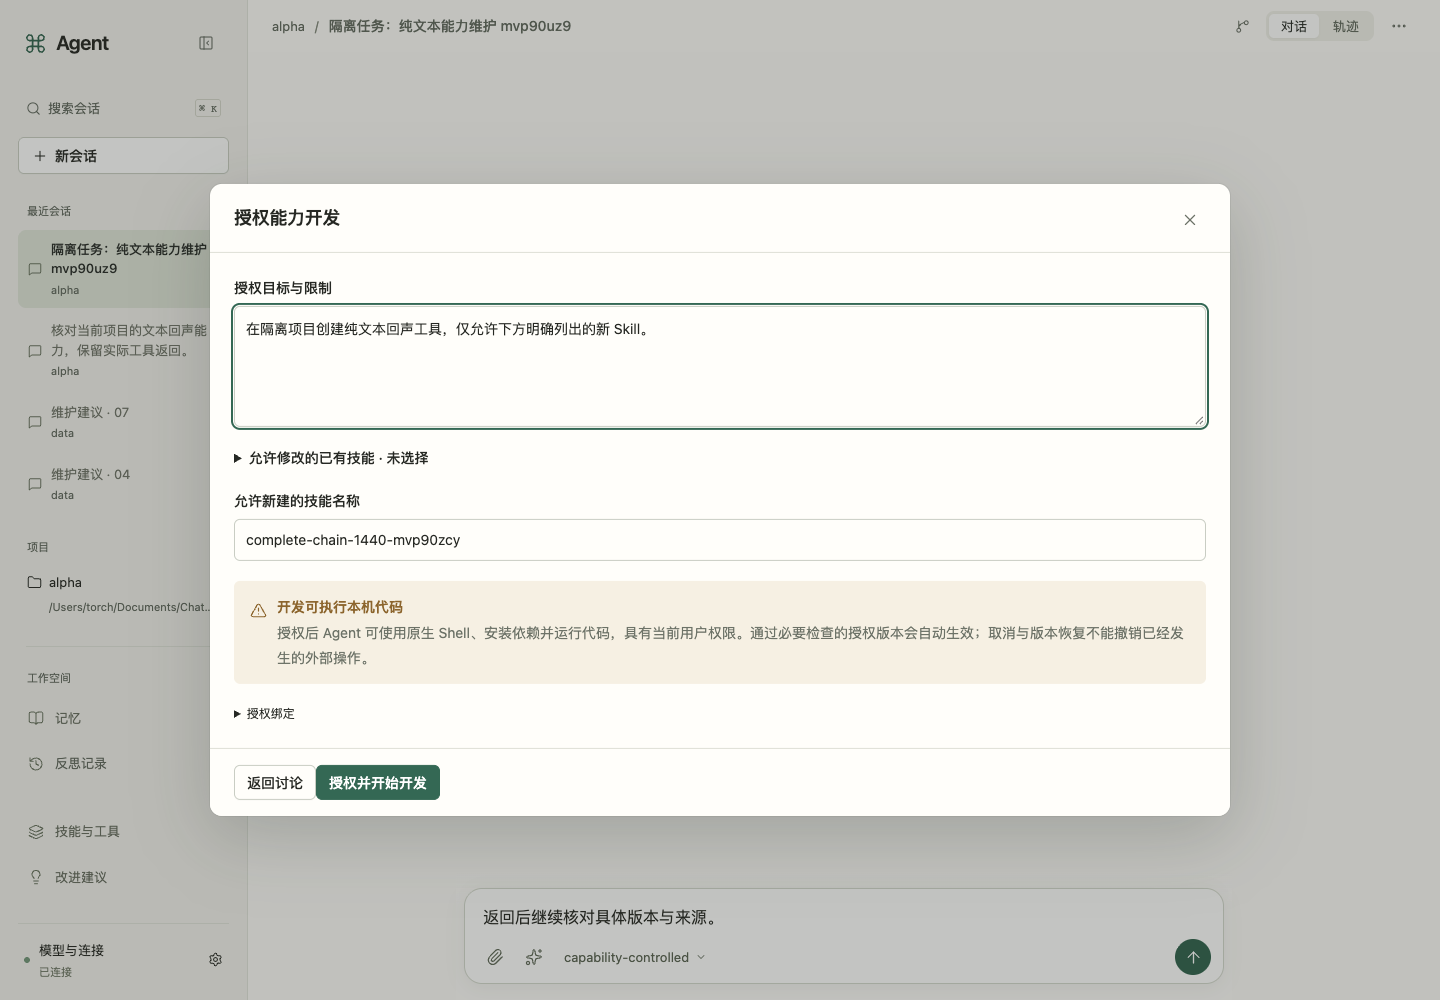 Agent
搜索会话
⌘ K
新会话
最近会话
隔离任务：纯文本能力维护
mvp90uz9
alpha
核对当前项目的文本回声能
力，保留实际工具返回。
alpha
维护建议 · 07
data
维护建议 · 04
data
项目
alpha
/Users/torch/Documents/Chat...
工作空间
记忆
反思记录
技能与工具
改进建议
模型与连接
已连接
alpha / 隔离任务：纯文本能力维护 mvp90uz9
对话
轨迹
授权能力开发
授权目标与限制
在隔离项目创建纯文本回声工具，仅允许下方明确列出的新 Skill。
允许修改的已有技能 · 未选择
允许新建的技能名称
complete-chain-1440-mvp90zcy
开发可执行本机代码
授权后 Agent 可使用原生 Shell、安装依赖并运行代码，具有当前用户权限。通过必要检查的授权版本会自动生效；取消与版本恢复不能撤销已经发
生的外部操作。
授权绑定
返回讨论
授权并开始开发
返回后继续核对具体版本与来源。
capability-controlled